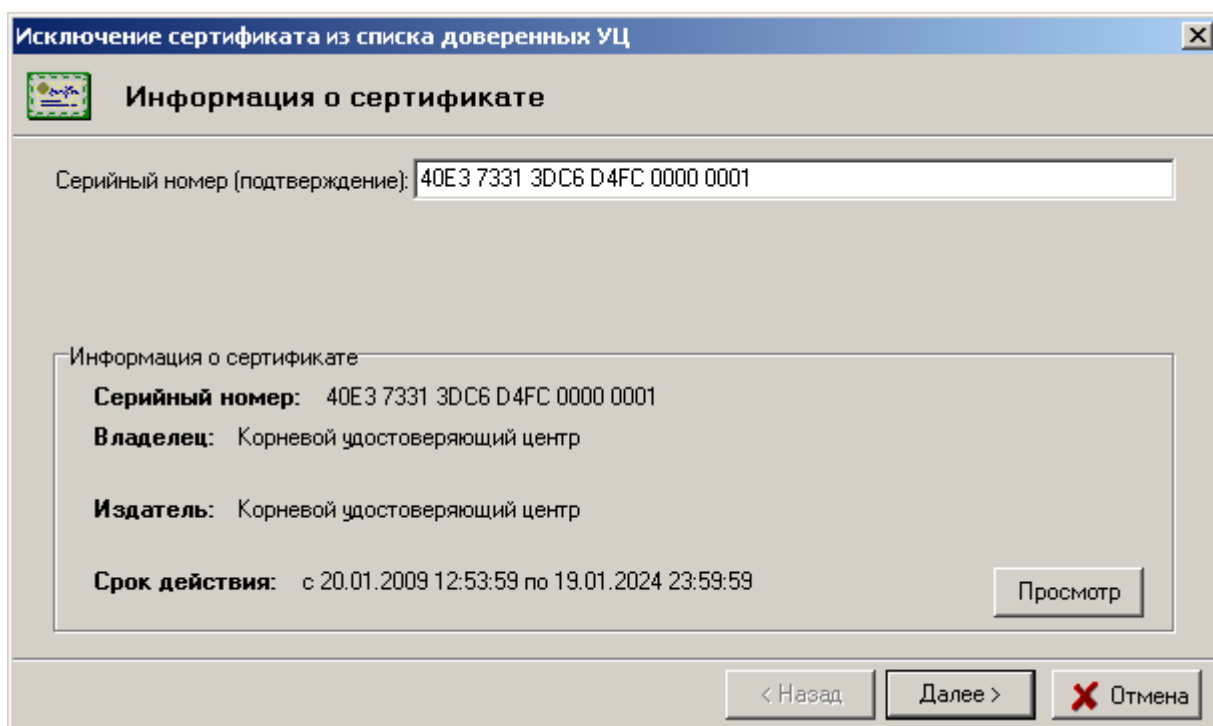 Исключение сертификата из списка доверенных УЦ
Информация о сертификате
Серийный номер (подтверждение): 40E3 7331 3DC6 D4FC 0000 0001
Информация о сертификате
Серийный номер: 40E3 7331 3DC6 D4FC 0000 0001
Владелец: Корневой удостоверяющий центр
Издатель: Корневой удостоверяющий центр
Срок действия: с 20.01.2009 12:53:59 по 19.01.2024 23:59:59
Просмотр
< Назад Далее > Отмена